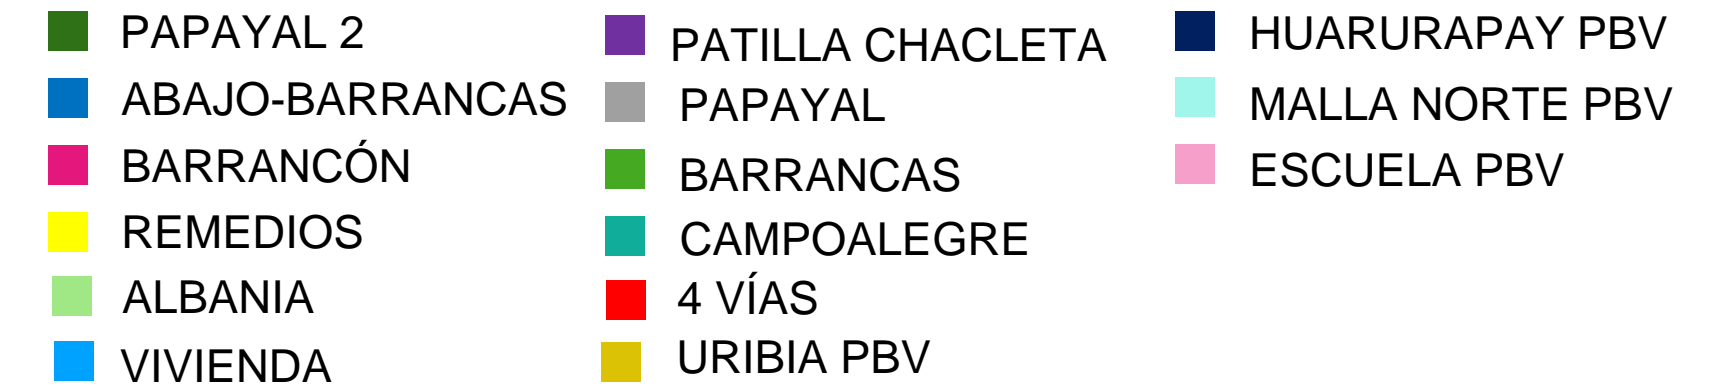 PAPAYAL 2
ABAJO-BARRANCAS
BARRANCÓN
REMEDIOS
ALBANIA
VIVIENDA
PATILLA CHACLETA
PAPAYAL
BARRANCAS
CAMPOALEGRE
4 VÍAS
URIBIA PBV
HUARURAPAY PBV
MALLA NORTE PBV
ESCUELA PBV